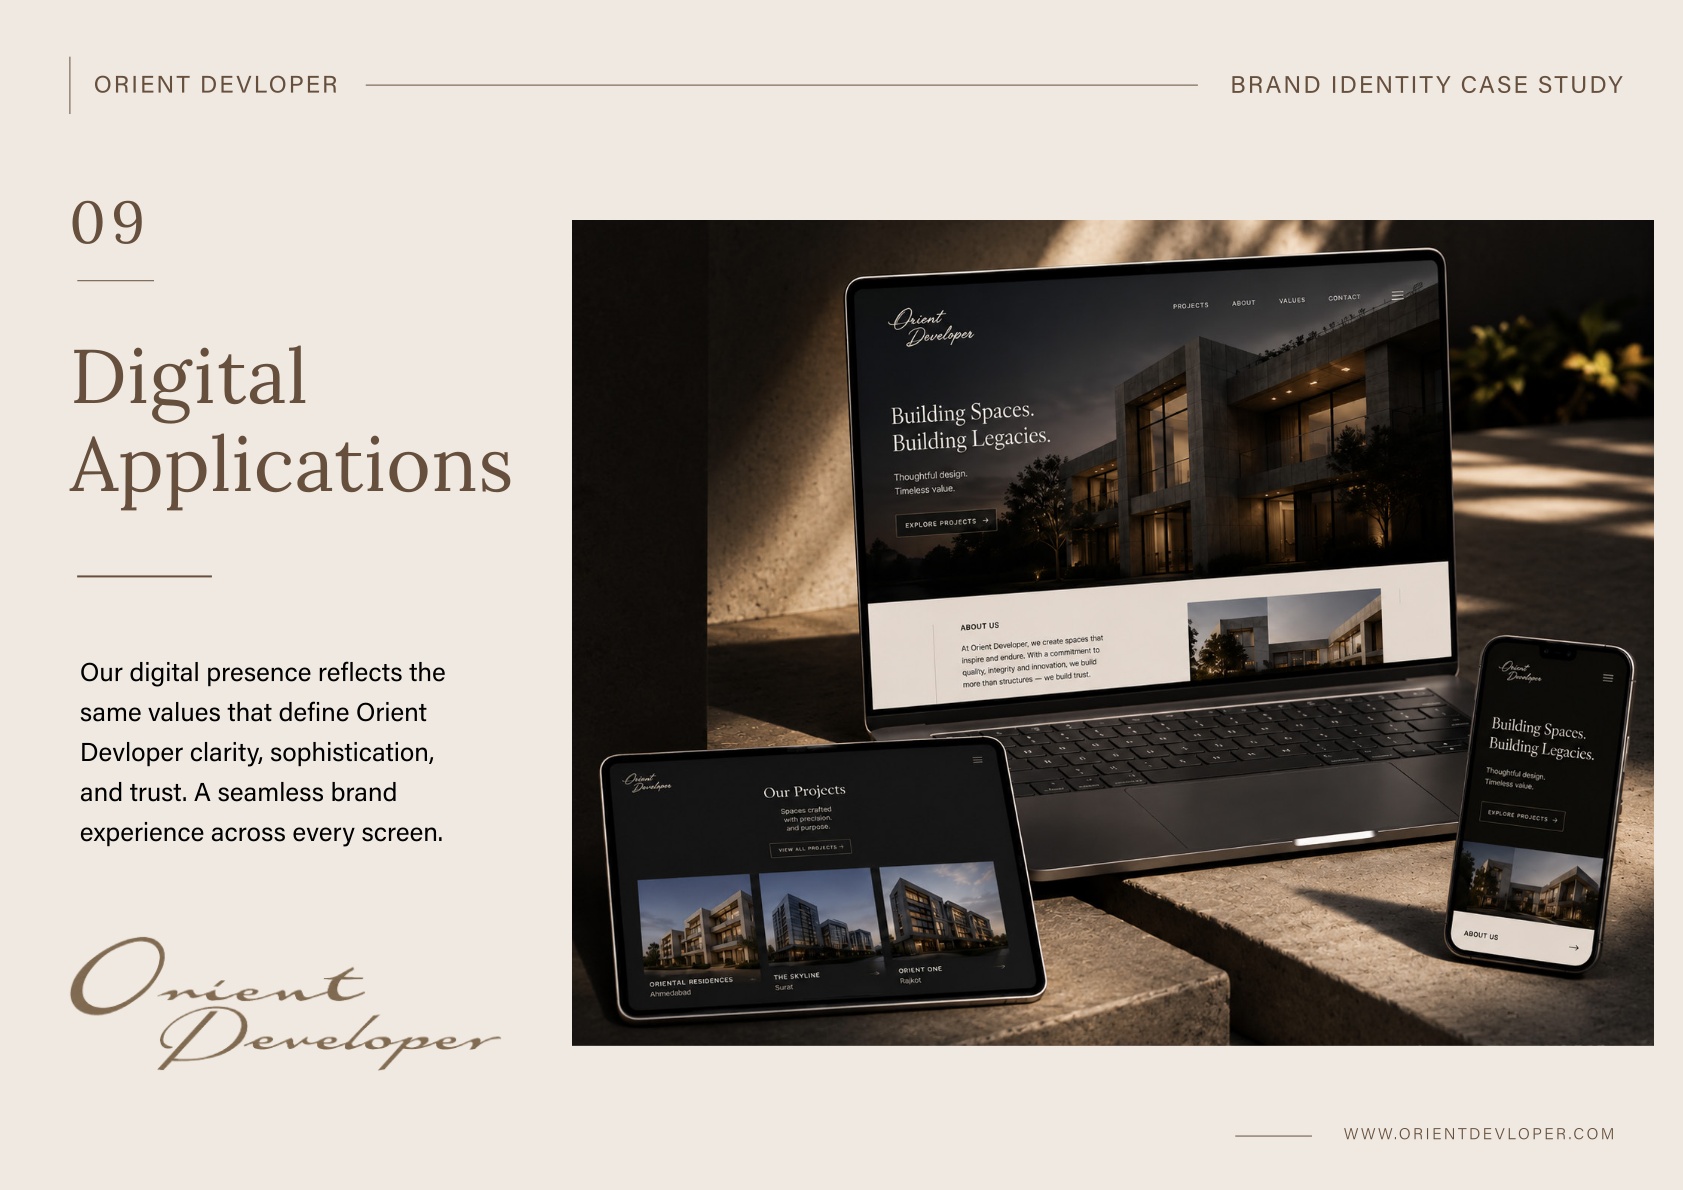 ORIENT DEVLOPER
BRAND IDENTITY CASE STUDY
09
Digital
Applications
Our digital presence reflects the
same values that define Orient
Devloper clarity, sophistication,
and trust. A seamless brand
experience across every screen.
Orient
Developer
Orient
Developer
PROJECTS ABOUT VALUES CONTACT
Building Spaces.
Building Legacies.
Thoughtful design.
Timeless value.
EXPLORE PROJECTS →
ABOUT US
At Orient Developer, we create spaces that
inspire and endure. With a commitment to
quality, integrity and innovation, we build
more than structures — we build trust.
Orient
Developer
Our Projects
Spaces crafted
with precision.
and purpose.
VIEW ALL PROJECTS →
ORIENTAL RESIDENCES
Ahmedabad
THE SKYLINE →
Surat
ORIENT ONE →
Rajkot
Orient
Developer
Building Spaces.
Building Legacies.
Thoughtful design.
Timeless value.
EXPLORE PROJECTS →
ABOUT US →
WWW.ORIENTDEVLOPER.COM